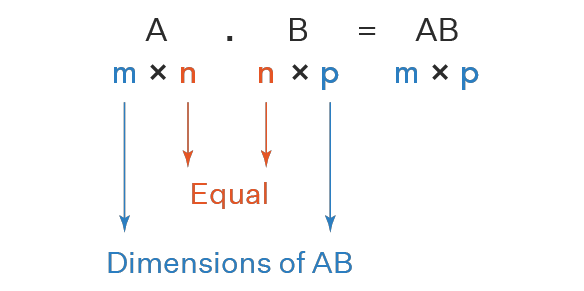 A . B = AB
m × n n × p m × p
Equal
Dimensions of AB